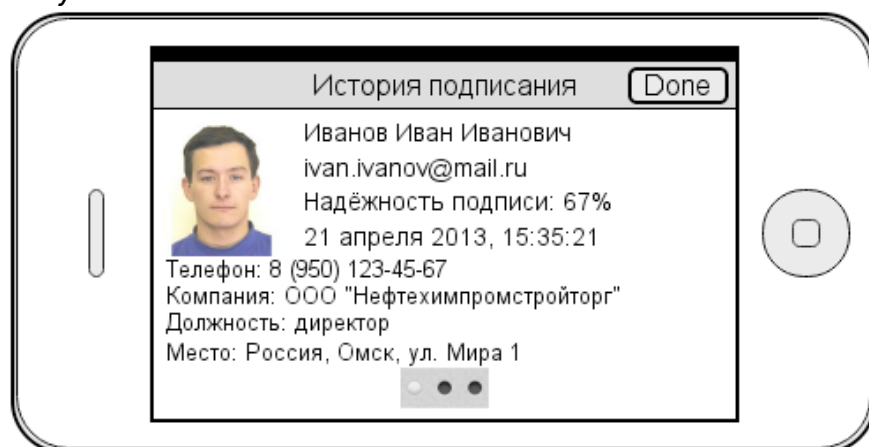 История подписания
Done
Иванов Иван Иванович
ivan.ivanov@mail.ru
Надёжность подписи: 67%
21 апреля 2013, 15:35:21
Телефон: 8 (950) 123-45-67
Компания: ООО "Нефтехимпромстройторг"
Должность: директор
Место: Россия, Омск, ул. Мира 1